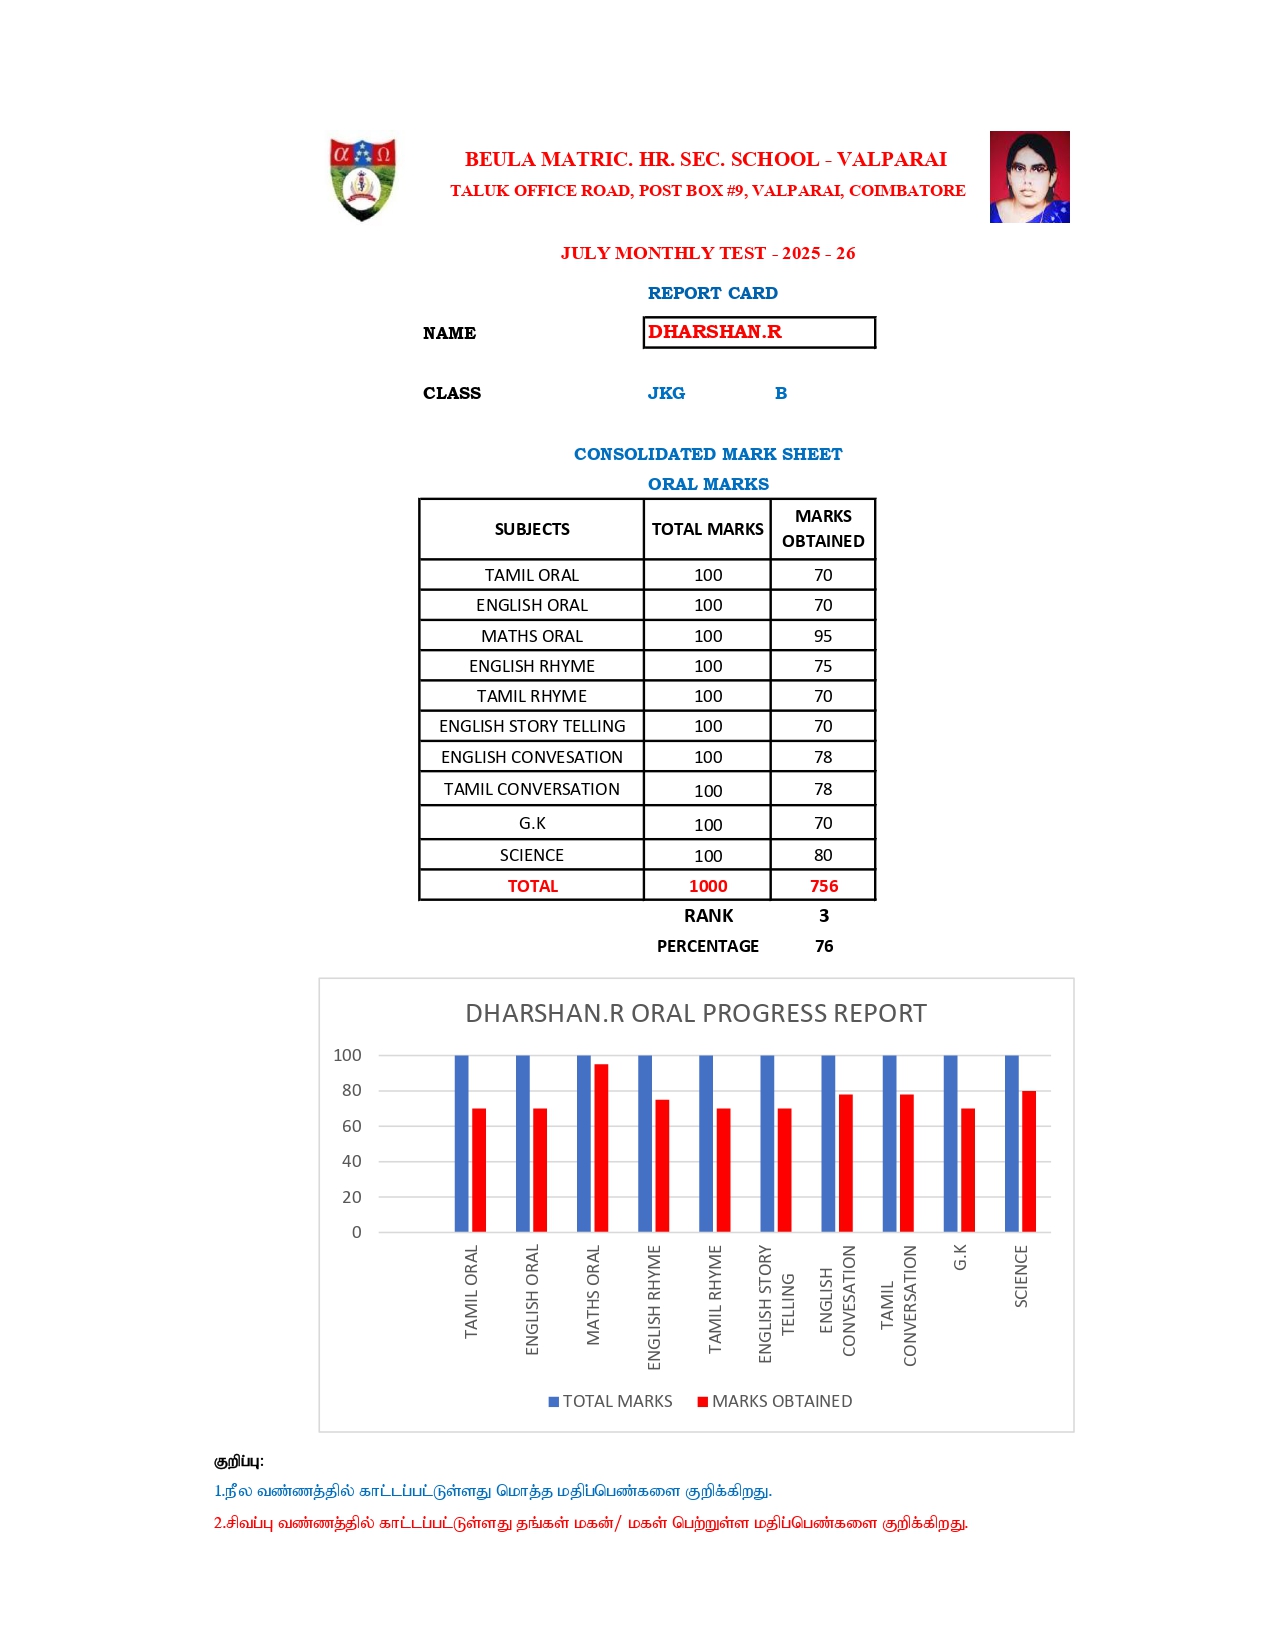 α Ω
BEULA MATRIC. HR. SEC. SCHOOL - VALPARAI
TALUK OFFICE ROAD, POST BOX #9, VALPARAI, COIMBATORE
JULY MONTHLY TEST - 2025 - 26
REPORT CARD
NAME DHARSHAN.R
CLASS JKG B
CONSOLIDATED MARK SHEET
ORAL MARKS
SUBJECTS TOTAL MARKS MARKS OBTAINED
TAMIL ORAL 100 70
ENGLISH ORAL 100 70
MATHS ORAL 100 95
ENGLISH RHYME 100 75
TAMIL RHYME 100 70
ENGLISH STORY TELLING 100 70
ENGLISH CONVESATION 100 78
TAMIL CONVERSATION 100 78
G.K 100 70
SCIENCE 100 80
TOTAL 1000 756
RANK 3
PERCENTAGE 76
DHARSHAN.R ORAL PROGRESS REPORT
100
80
60
40
20
0
TAMIL ORAL
ENGLISH ORAL
MATHS ORAL
ENGLISH RHYME
TAMIL RHYME
ENGLISH STORY TELLING
ENGLISH CONVESATION
TAMIL CONVERSATION
G.K
SCIENCE
TOTAL MARKS MARKS OBTAINED
குறிப்பு:
1.நீல வண்ணத்தில் காட்டப்பட்டுள்ளது மொத்த மதிப்பெண்களை குறிக்கிறது.
2.சிவப்பு வண்ணத்தில் காட்டப்பட்டுள்ளது தங்கள் மகன்/ மகள் பெற்றுள்ள மதிப்பெண்களை குறிக்கிறது.